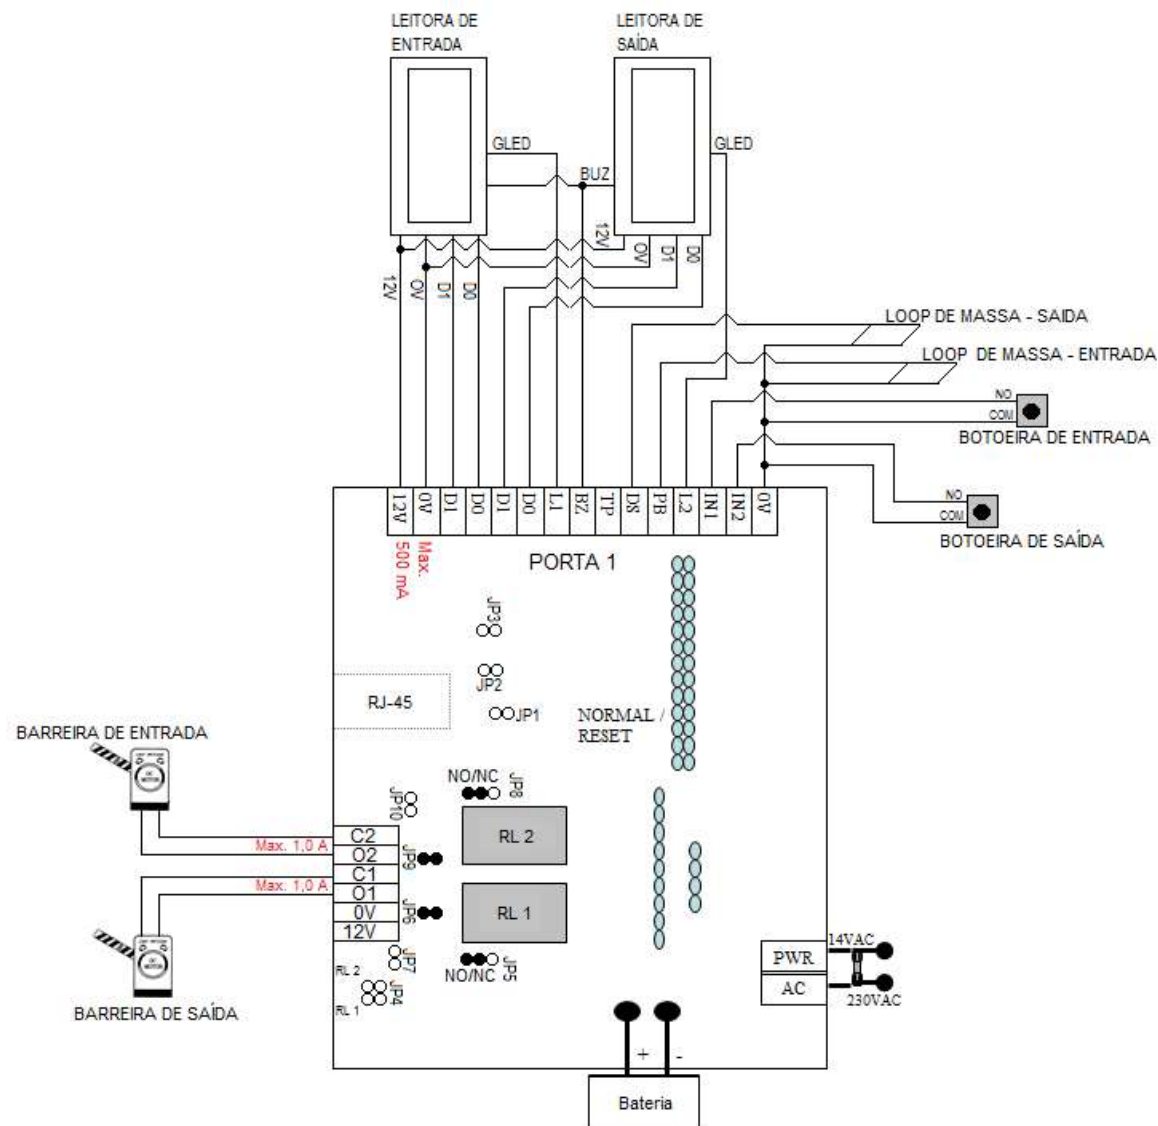 LEITORA DE
ENTRADA
LEITORA DE
SAÍDA
GLED
GLED
BUZ
12V
OV
D1
D0
12V
OV
D1
D0
LOOP DE MASSA - SAIDA
LOOP DE MASSA - ENTRADA
NO
COM
BOTOEIRA DE ENTRADA
NO
COM
BOTOEIRA DE SAÍDA
12V
0V
D1
D0
D1
D0
L1
BZ
TP
DS
PB
L2
IN1
IN2
0V
Max.
500 mA
PORTA 1
JP3
JP2
RJ-45
JP1
NORMAL /
RESET
BARREIRA DE ENTRADA
NO/NC
JP8
JP10
RL 2
C2
Max. 1,0 A
O2
JP9
C1
Max. 1,0 A
O1
RL 1
0V
JP6
12V
JP7
NO/NC
JP5
RL 2
JP4
RL 1
BARREIRA DE SAÍDA
14VAC
PWR
AC
230VAC
+
-
Bateria